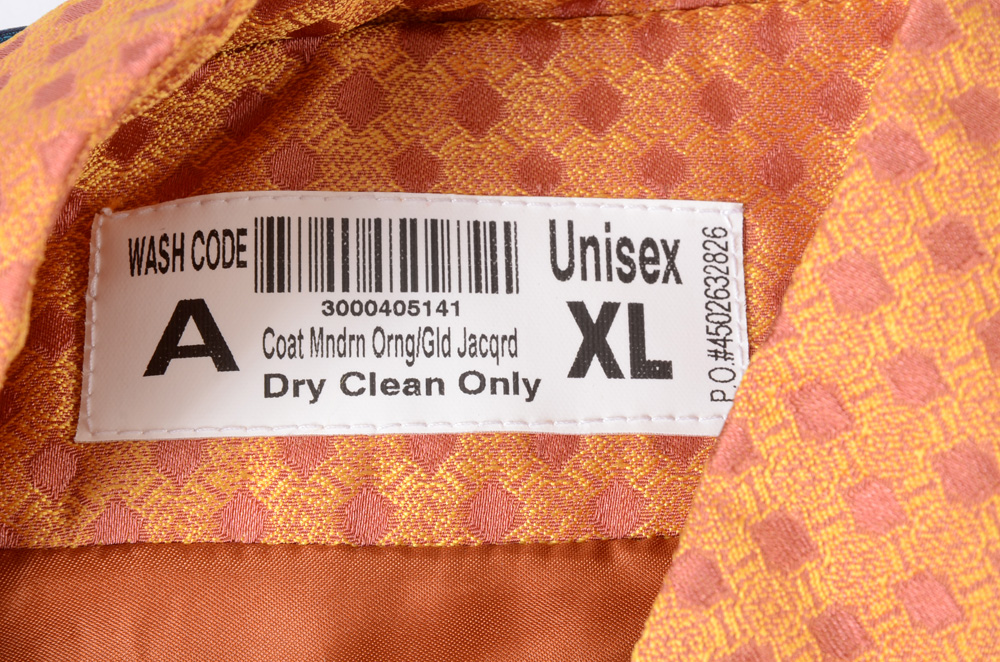 WASH CODE
A
3000405141
Coat Mndrn Orng/Gld Jacqrd
Dry Clean Only
Unisex
XL
P.O.#4502632826